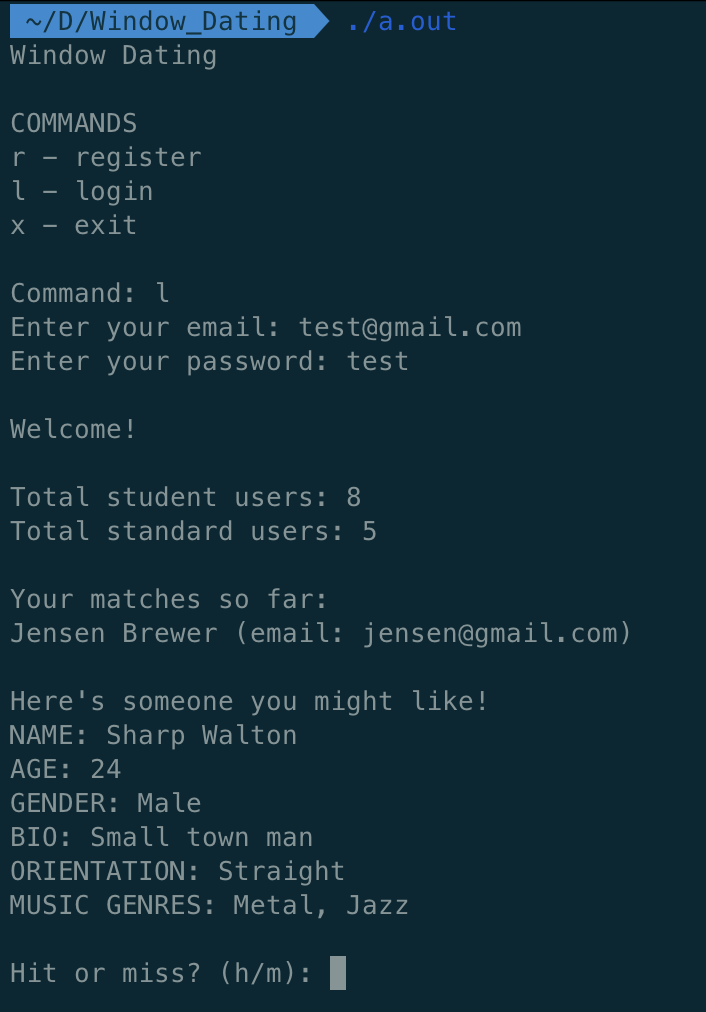 ~/D/Window_Dating ./a.out
Window Dating
COMMANDS
r - register
l - login
x - exit
Command: l
Enter your email: test@gmail.com
Enter your password: test
Welcome!
Total student users: 8
Total standard users: 5
Your matches so far:
Jensen Brewer (email: jensen@gmail.com)
Here's someone you might like!
NAME: Sharp Walton
AGE: 24
GENDER: Male
BIO: Small town man
ORIENTATION: Straight
MUSIC GENRES: Metal, Jazz
Hit or miss? (h/m):